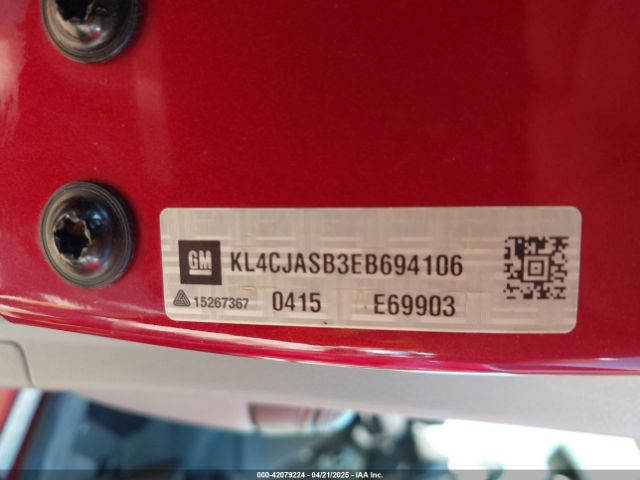 GM KL4CJASB3EB694106
15267367 0415 E69903
000-42079224 - 04/21/2025 - IAA Inc.